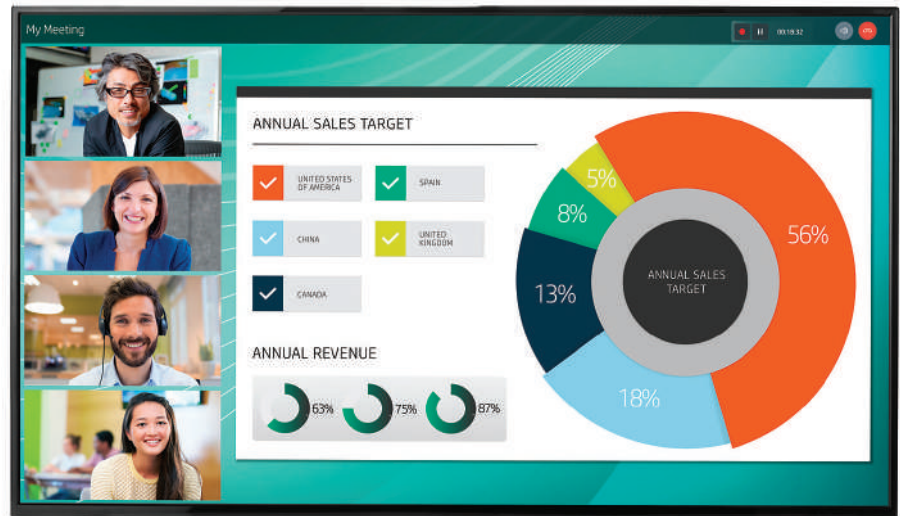 My Meeting
00:18:32
ANNUAL SALES TARGET
UNITED STATES
OF AMERICA
SPAIN
CHINA
UNITED
KINGDOM
CANADA
ANNUAL REVENUE
63%
75%
87%
5%
8%
56%
13%
18%
ANNUAL SALES
TARGET